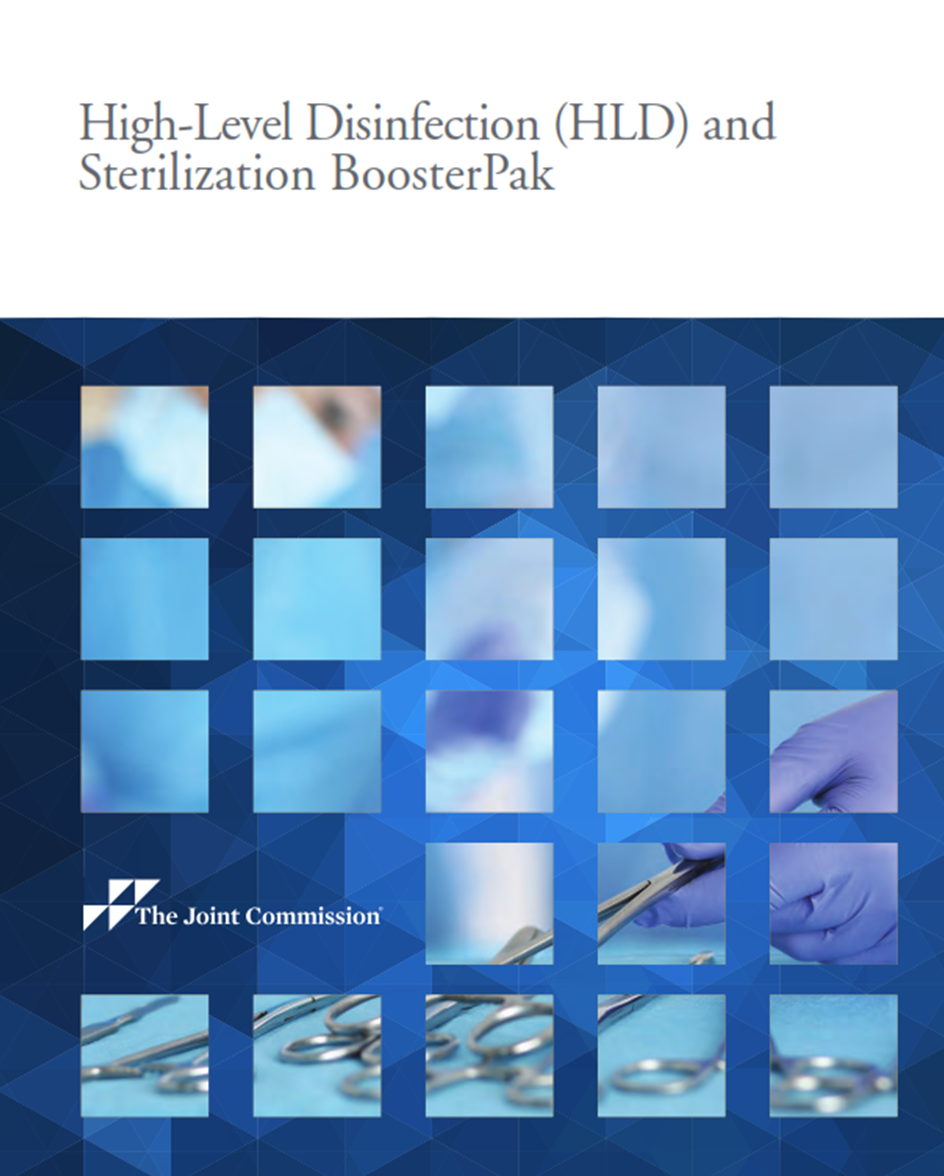 High-Level Disinfection (HLD) and
Sterilization BoosterPak
The Joint Commission®